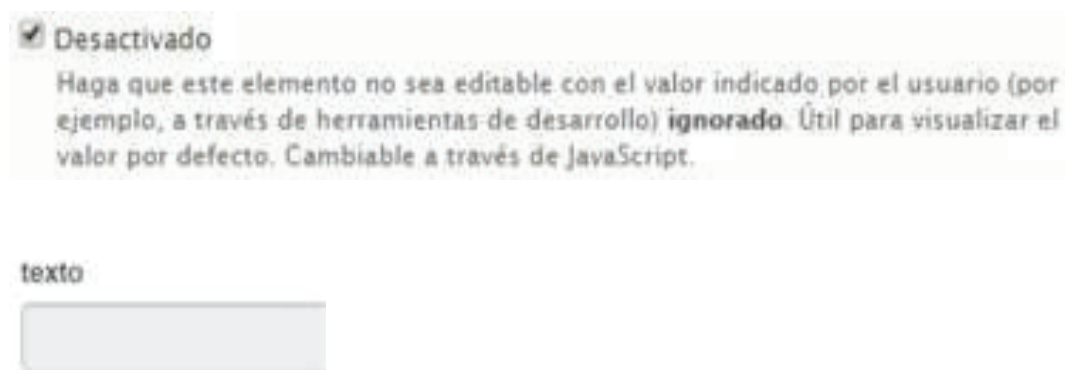 Desactivado
Haga que este elemento no sea editable con el valor indicado por el usuario (por
ejemplo, a través de herramientas de desarrollo) ignorado. Útil para visualizar el
valor por defecto. Cambiable a través de JavaScript.
texto